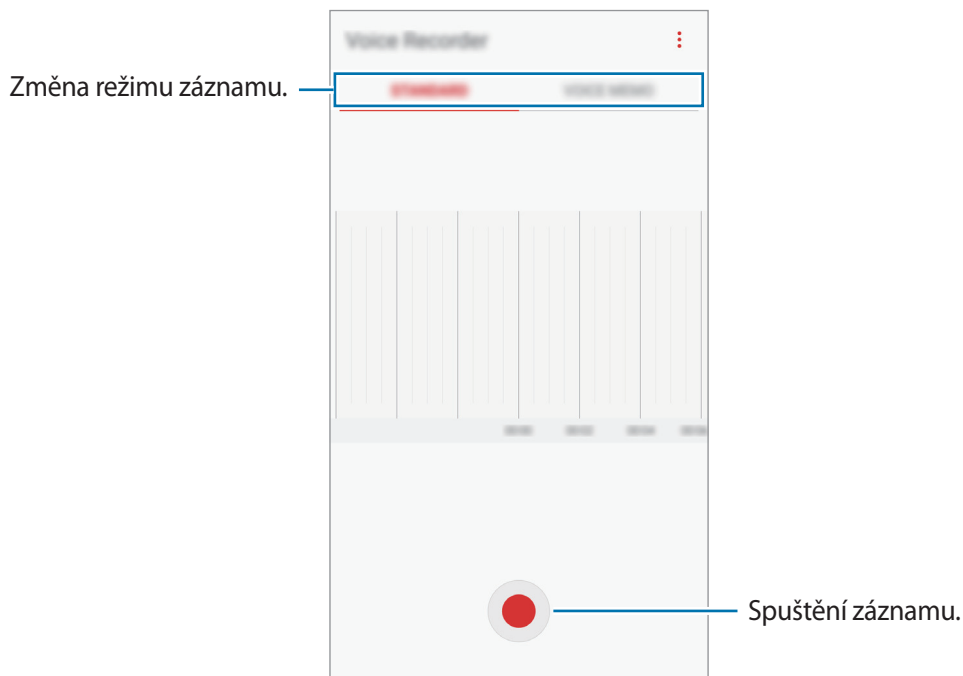 Voice Recorder
Změna režimu záznamu.
STANDARD VOICE MEMO
Spuštění záznamu.